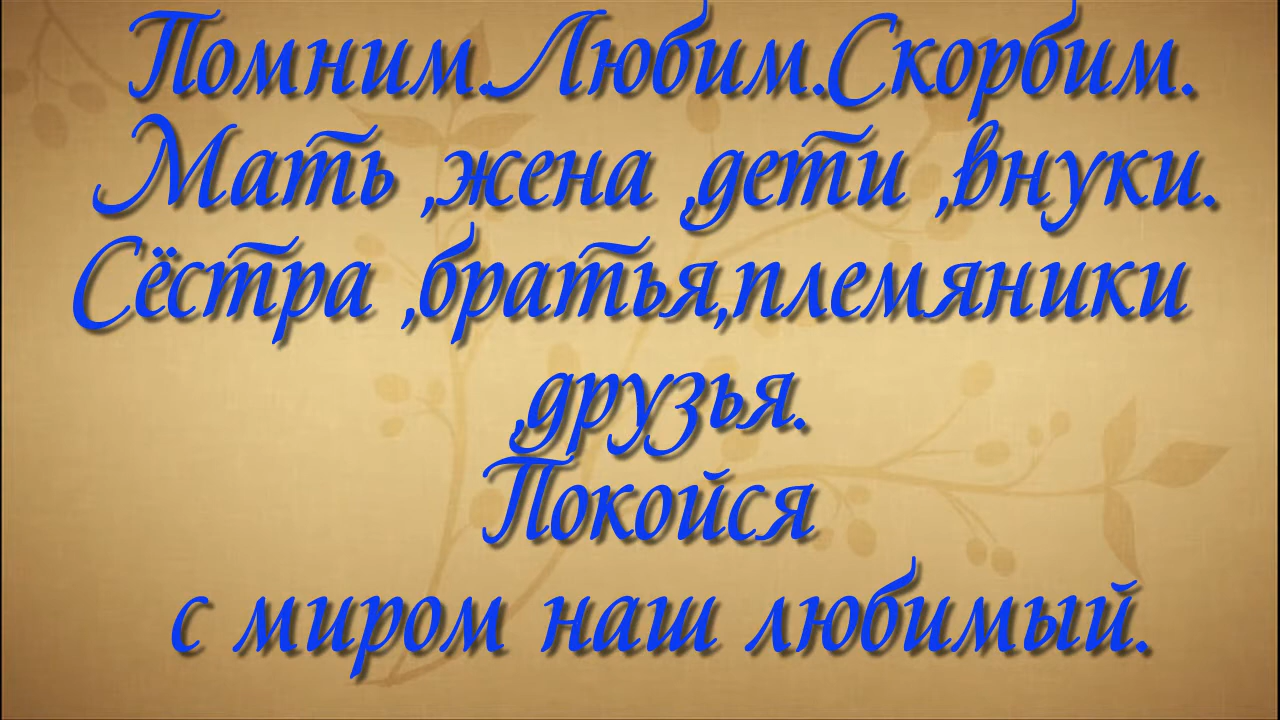 Помним.Любим.Скорбим.
Мать ,жена ,дети ,внуки.
Сёстра ,братья,племяники
,друзья.
Покойся
с миром наш любимый.